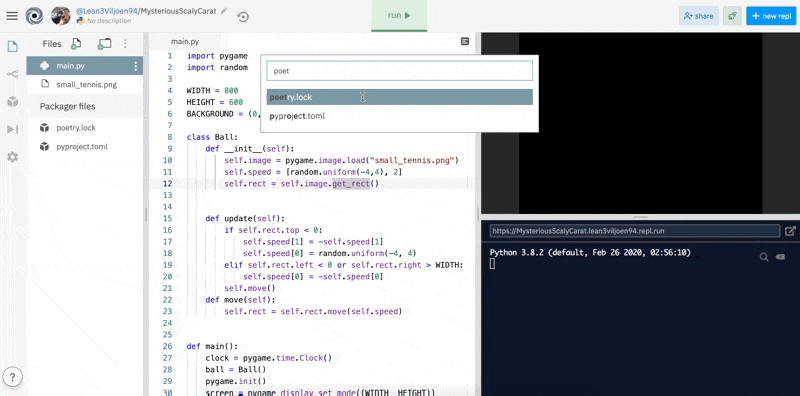 @Lean3Viljoen94/MysteriousScalyCarat
No description
run
share
+ new repl
Files
main.py
small_tennis.png
Packager files
poetry.lock
pyproject.toml
?
main.py
poet
poetry.lock
pyproject.toml
1 import pygame
2 import random
3
4 WIDTH = 800
5 HEIGHT = 600
6 BACKGROUND = (0,
7
8 class Ball:
9 def __init__(self):
10 self.image = pygame.image.load("small_tennis.png")
11 self.speed = [random.uniform(-4,4), 2]
12 self.rect = self.image.get_rect()
13
14
15 def update(self):
16 if self.rect.top < 0:
17 self.speed[1] = -self.speed[1]
18 self.speed[0] = random.uniform(-4, 4)
19 elif self.rect.left < 0 or self.rect.right > WIDTH:
20 self.speed[0] = -self.speed[0]
21 self.move()
22 def move(self):
23 self.rect = self.rect.move(self.speed)
24
25
26 def main():
27 clock = pygame.time.Clock()
28 ball = Ball()
29 pygame.init()
30 screen = pygame.display.set_mode((WIDTH, HEIGHT))
https://MysteriousScalyCarat.lean3viljoen94.repl.run
Python 3.8.2 (default, Feb 26 2020, 02:56:10)